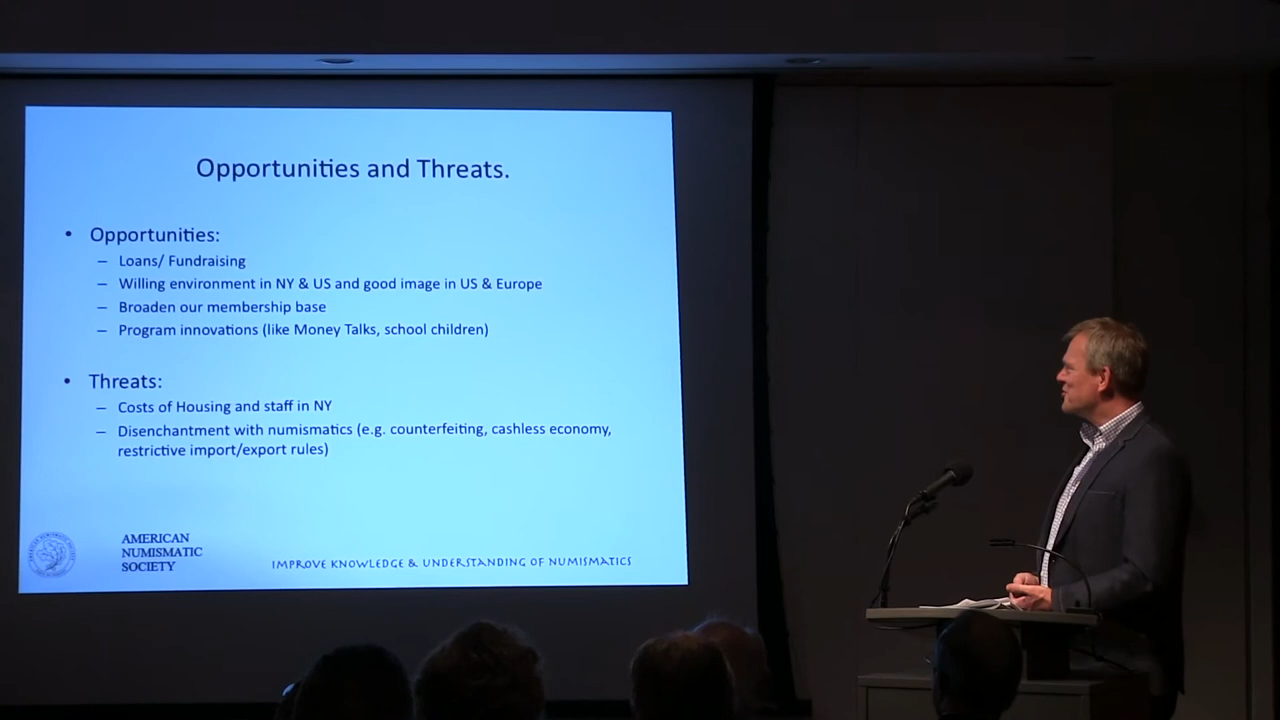 Opportunities and Threats.
• Opportunities:
– Loans/ Fundraising
– Willing environment in NY & US and good image in US & Europe
– Broaden our membership base
– Program innovations (like Money Talks, school children)
• Threats:
– Costs of Housing and staff in NY
– Disenchantment with numismatics (e.g. counterfeiting, cashless economy,
restrictive import/export rules)
AMERICAN
NUMISMATIC
SOCIETY
IMPROVE KNOWLEDGE & UNDERSTANDING OF NUMISMATICS